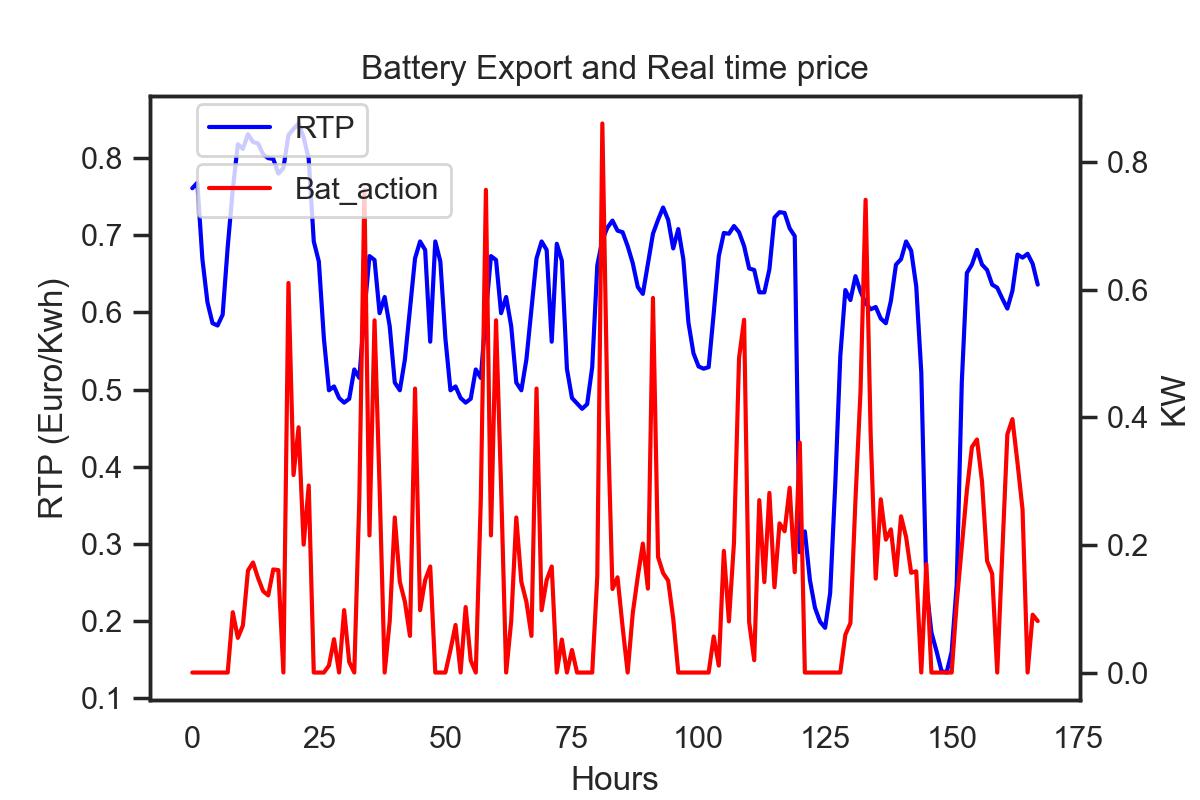 Battery Export and Real time price
RTP
Bat_action
0.8
0.7
0.6
0.5
0.4
0.3
0.2
0.1
RTP (Euro/Kwh)
0.8
0.6
0.4
0.2
0.0
KW
0 25 50 75 100 125 150 175
Hours